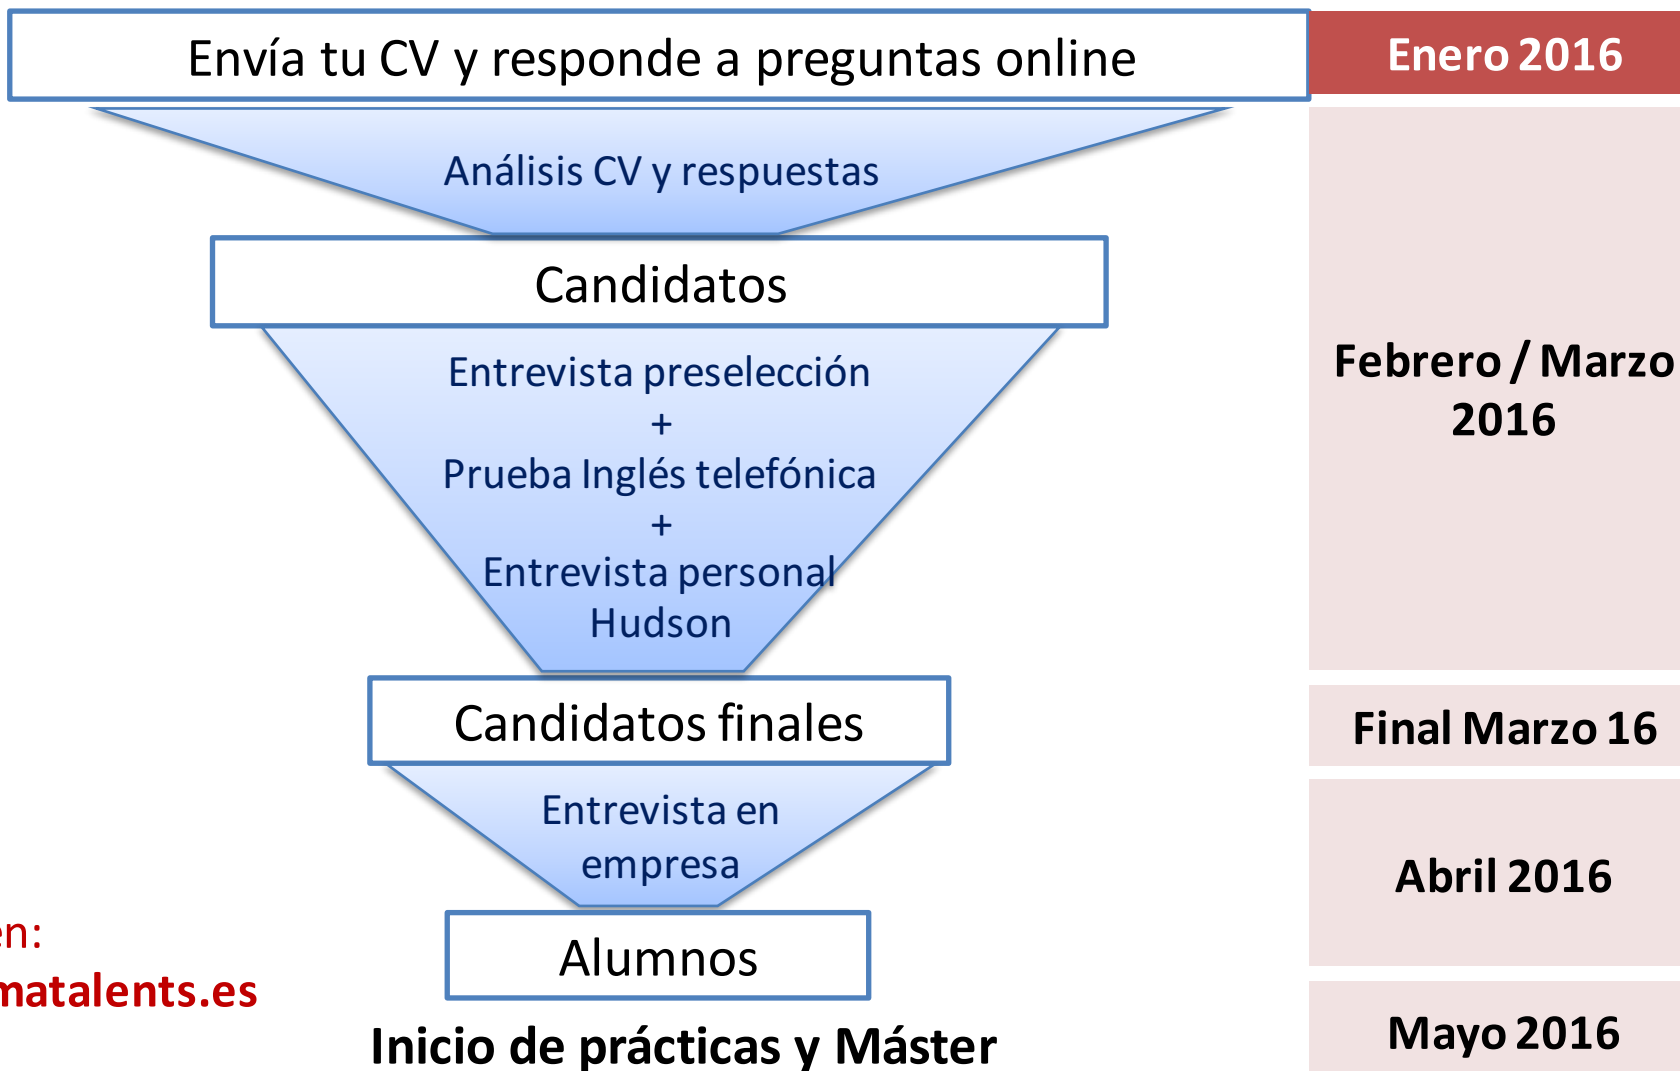 Envía tu CV y responde a preguntas online
Enero 2016
Análisis CV y respuestas
Candidatos
Entrevista preselección
+
Prueba Inglés telefónica
+
Entrevista personal
Hudson
Febrero / Marzo
2016
Candidatos finales
Final Marzo 16
Entrevista en
empresa
Abril 2016
Alumnos
en:
matalents.es
Inicio de prácticas y Máster
Mayo 2016